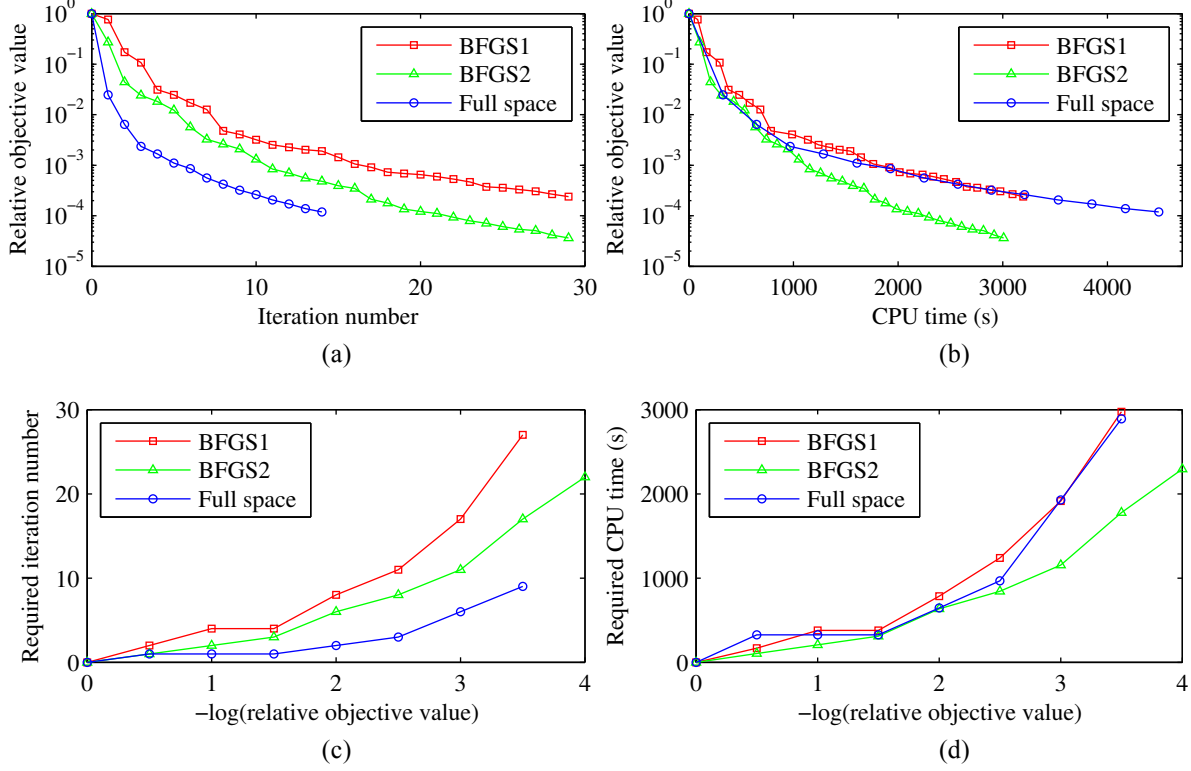 Relative objective value
10^0
10^-1
10^-2
10^-3
10^-4
10^-5
BFGS1
BFGS2
Full space
0
10
20
30
Iteration number
(a)
Relative objective value
10^0
10^-1
10^-2
10^-3
10^-4
10^-5
BFGS1
BFGS2
Full space
0
1000
2000
3000
4000
CPU time (s)
(b)
Required iteration number
30
20
10
0
BFGS1
BFGS2
Full space
0
1
2
3
4
−log(relative objective value)
(c)
Required CPU time (s)
3000
2000
1000
0
BFGS1
BFGS2
Full space
0
1
2
3
4
−log(relative objective value)
(d)